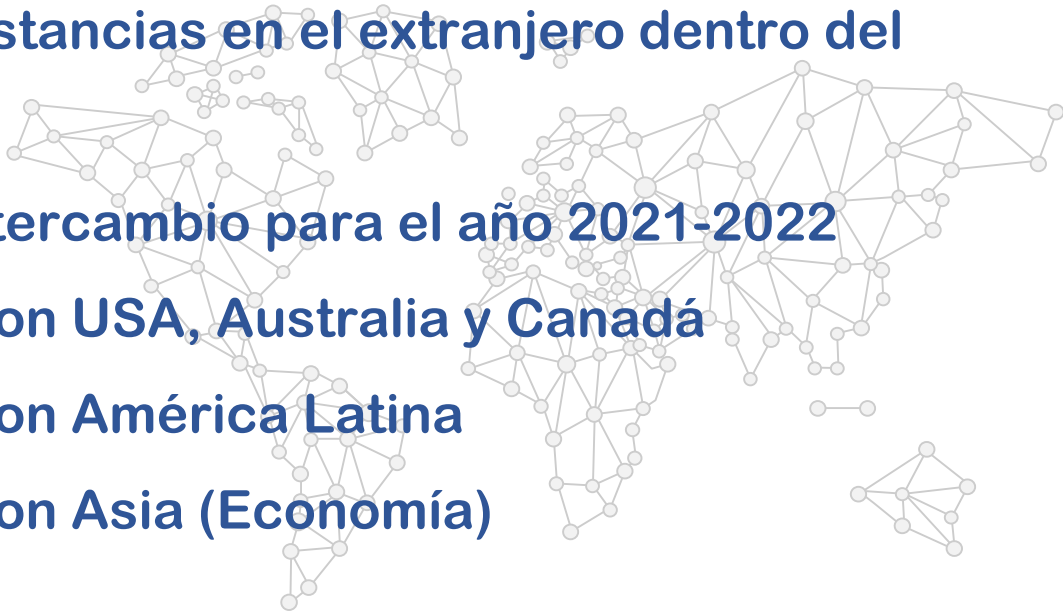 stancias en el extranjero dentro del
tercambio para el año 2021-2022
on USA, Australia y Canadá
on América Latina
on Asia (Economía)